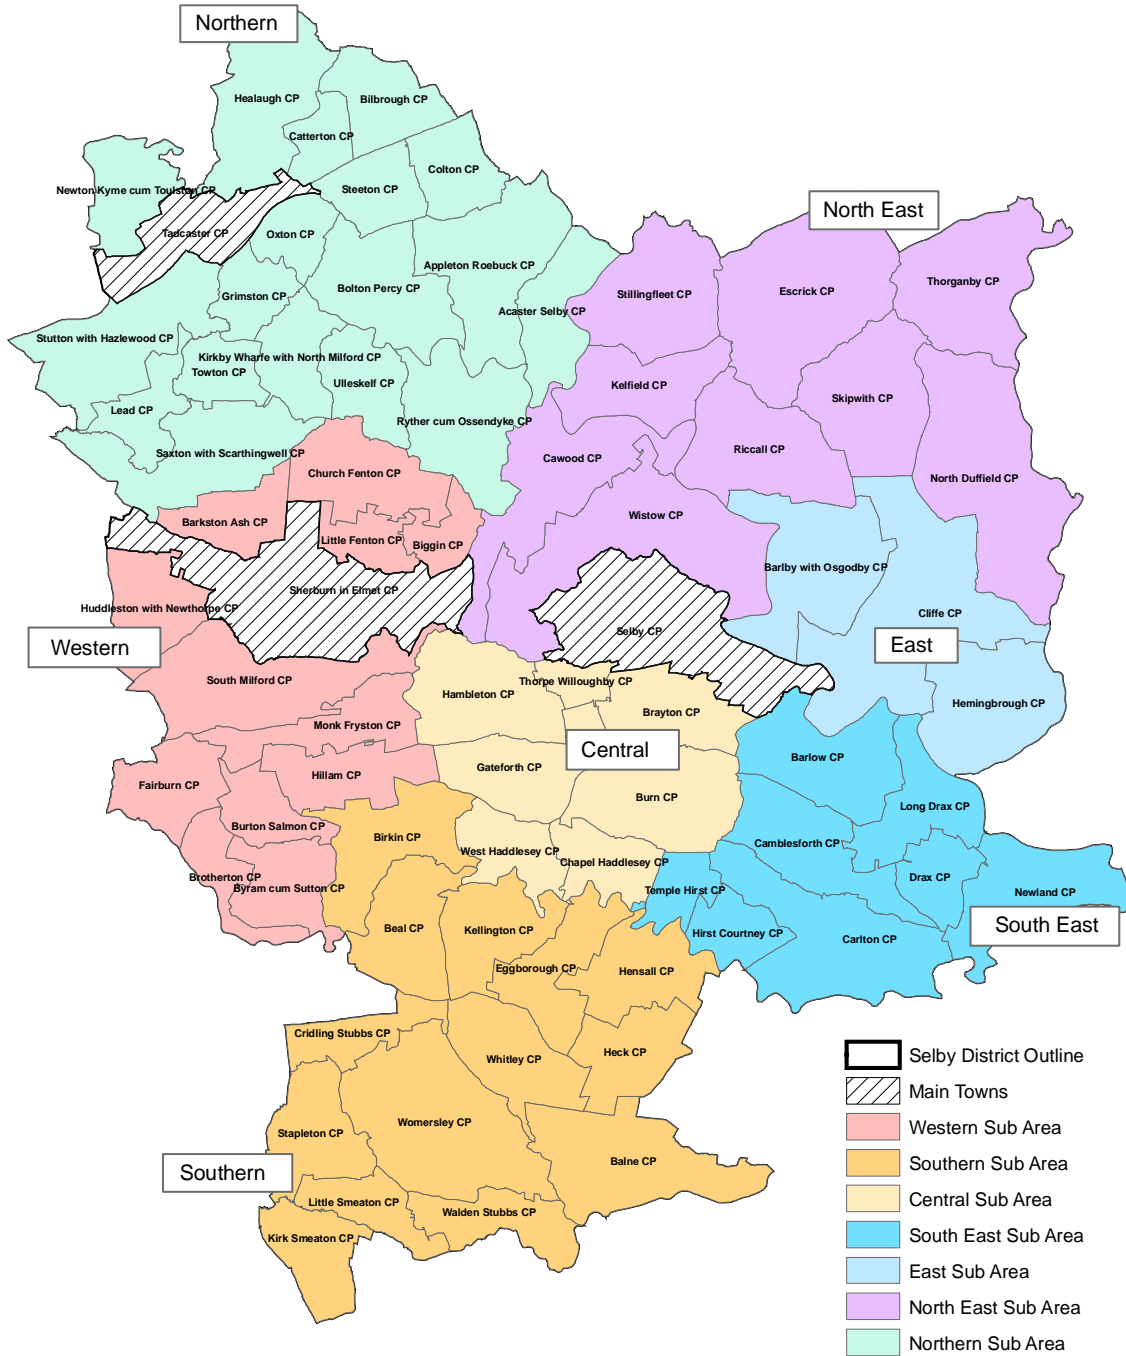 Northern
Healaugh CP
Bilbrough CP
Catterton CP
Colton CP
Newton Kyme cum Toulston CP
Steeton CP
Tadcaster CP
Oxton CP
North East
Appleton Roebuck CP
Thorganby CP
Bolton Percy CP
Escrick CP
Grimston CP
Stillingfleet CP
Acaster Selby CP
Stutton with Hazlewood CP
Kirkby Wharfe with North Milford CP
Towton CP
Ulleskelf CP
Kelfield CP
Skipwith CP
Lead CP
Ryther cum Ossendyke CP
Saxton with Scarthingwell CP
Cawood CP
Riccall CP
Church Fenton CP
North Duffield CP
Barkston Ash CP
Wistow CP
Little Fenton CP
Biggin CP
Barlby with Osgodby CP
Sherburn in Elmet CP
Huddleston with Newthorpe CP
Cliffe CP
Selby CP
Western
East
South Milford CP
Thorpe Willoughby CP
Hambleton CP
Hemingbrough CP
Brayton CP
Monk Fryston CP
Central
Barlow CP
Gateforth CP
Hillam CP
Fairburn CP
Burn CP
Long Drax CP
Burton Salmon CP
Birkin CP
Camblesforth CP
West Haddlesey CP
Chapel Haddlesey CP
Brotherton CP
Drax CP
Byram cum Sutton CP
Temple Hirst CP
Newland CP
Beal CP
Kellington CP
Hirst Courtney CP
Carlton CP
South East
Eggborough CP
Hensall CP
Cridling Stubbs CP
Whitley CP
Heck CP
Selby District Outline
Main Towns
Womersley CP
Western Sub Area
Stapleton CP
Balne CP
Southern
Southern Sub Area
Little Smeaton CP
Central Sub Area
Walden Stubbs CP
Kirk Smeaton CP
South East Sub Area
East Sub Area
North East Sub Area
Northern Sub Area